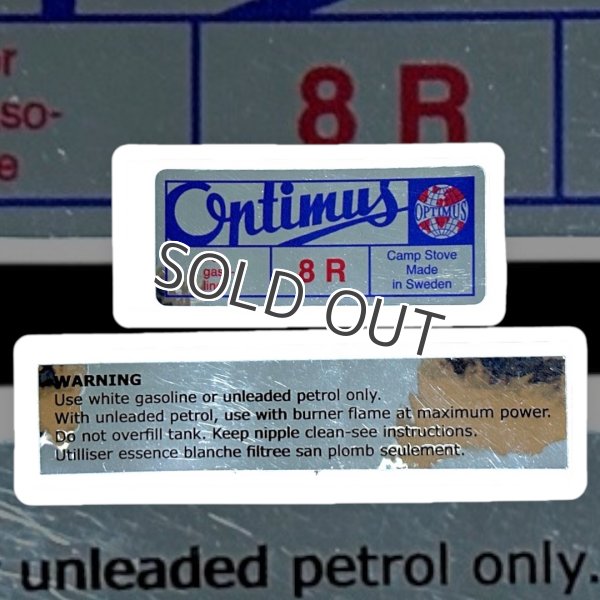 r
so-
e
8 R
Optimus
OPTIMUS
gas-
lin
8 R
Camp Stove
Made
in Sweden
SOLD OUT
WARNING
Use white gasoline or unleaded petrol only.
With unleaded petrol, use with burner flame at maximum power.
Do not overfill tank. Keep nipple clean-see instructions.
Utilliser essence blanche filtree san plomb seulement.
unleaded petrol only.